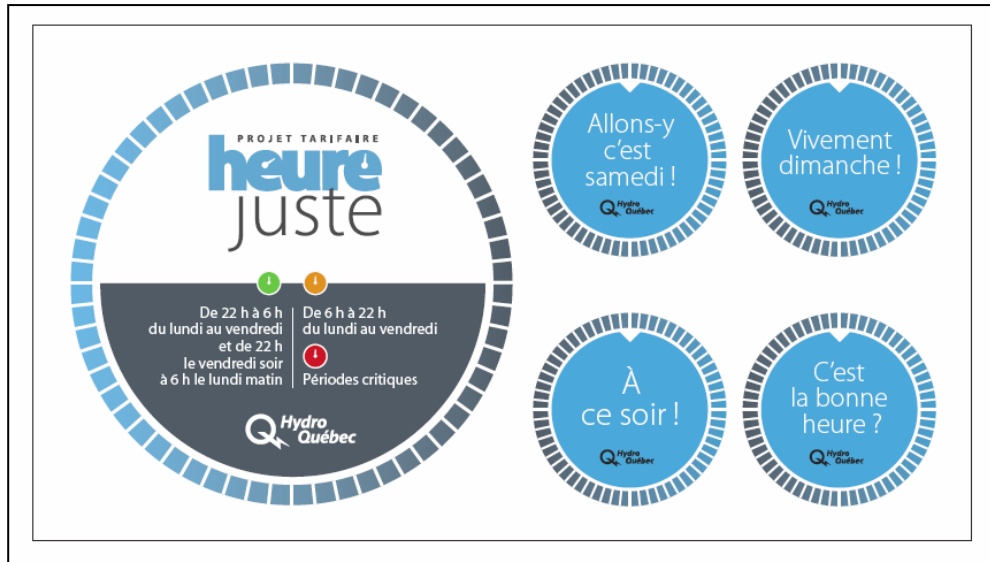 PROJET TARIFAIRE
heure
juste
De 22 h à 6 h
du lundi au vendredi
et de 22 h
le vendredi soir
à 6 h le lundi matin
De 6 h à 22 h
du lundi au vendredi
Périodes critiques
Hydro
Québec
Allons-y
c'est
samedi !
Hydro
Québec
Vivement
dimanche !
Hydro
Québec
À
ce soir !
Hydro
Québec
C'est
la bonne
heure ?
Hydro
Québec